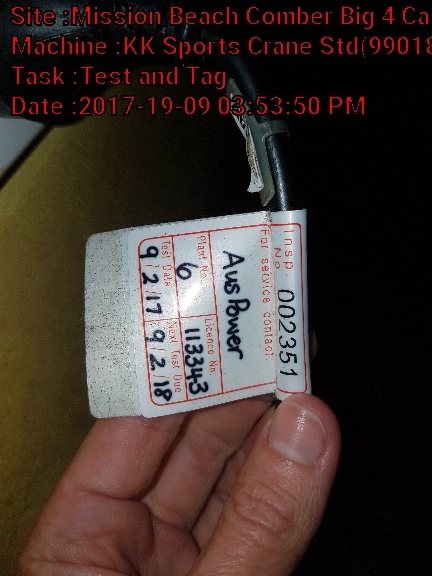 Site :Mission Beach Comber Big 4 Ca
Machine :KK Sports Crane Std(99018
Task :Test and Tag
Date :2017-19-09 03:53:50 PM
Insp. No. 002351
For service contact:
AusPower
Plant No. Licence No.
6 113343
Test Date Next Test Due
9/2/17 9/2/18